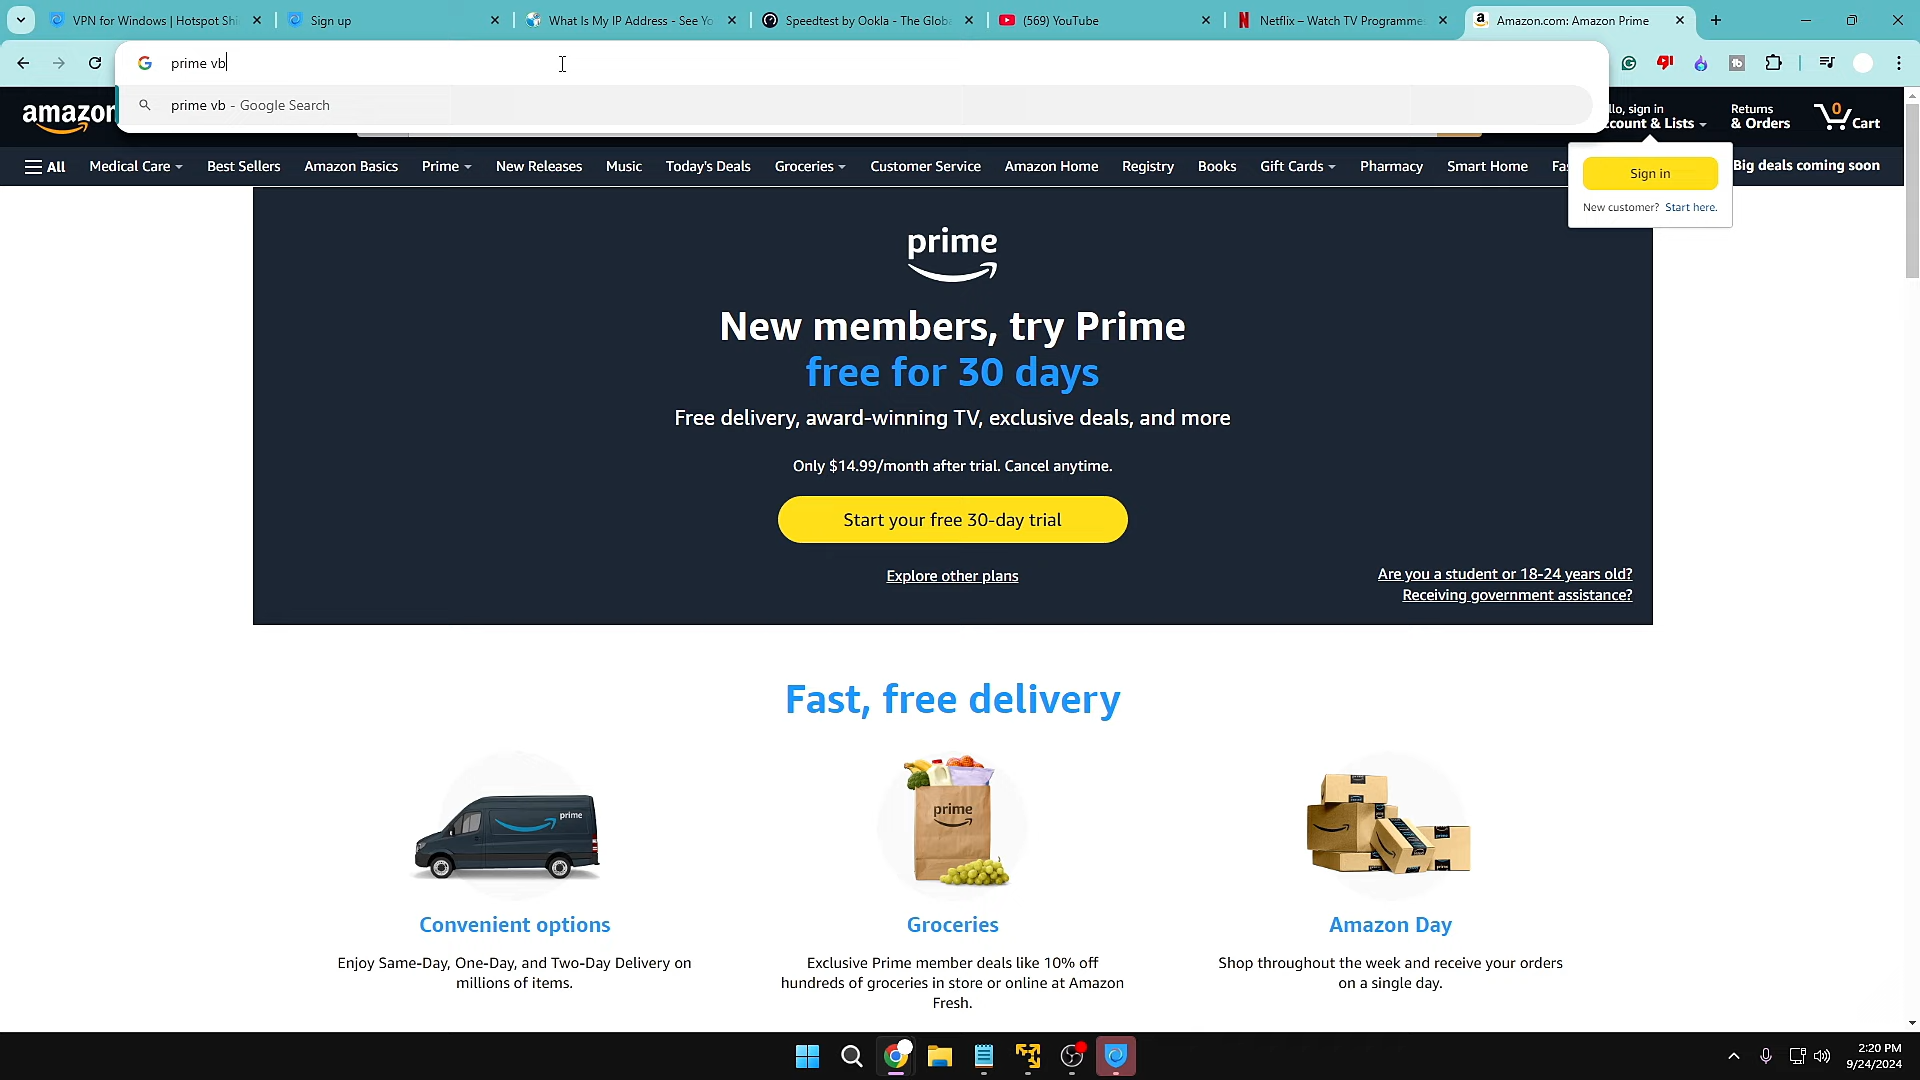 VPN for Windows | Hotspot Shi
Sign up
What Is My IP Address - See Yo
Speedtest by Ookla - The Globa
(569) YouTube
Netflix – Watch TV Programmes
Amazon.com: Amazon Prime
prime vb
prime vb - Google Search
amazon
llo, sign in
ccount & Lists
Returns
& Orders
0
Cart
All
Medical Care
Best Sellers
Amazon Basics
Prime
New Releases
Music
Today's Deals
Groceries
Customer Service
Amazon Home
Registry
Books
Gift Cards
Pharmacy
Smart Home
Fas
Big deals coming soon
Sign in
New customer? Start here.
prime
New members, try Prime
free for 30 days
Free delivery, award-winning TV, exclusive deals, and more
Only $14.99/month after trial. Cancel anytime.
Start your free 30-day trial
Explore other plans
Are you a student or 18-24 years old?
Receiving government assistance?
Fast, free delivery
prime
prime
Convenient options
Groceries
Amazon Day
Enjoy Same-Day, One-Day, and Two-Day Delivery on
millions of items.
Exclusive Prime member deals like 10% off
hundreds of groceries in store or online at Amazon
Fresh.
Shop throughout the week and receive your orders
on a single day.
2:20 PM
9/24/2024